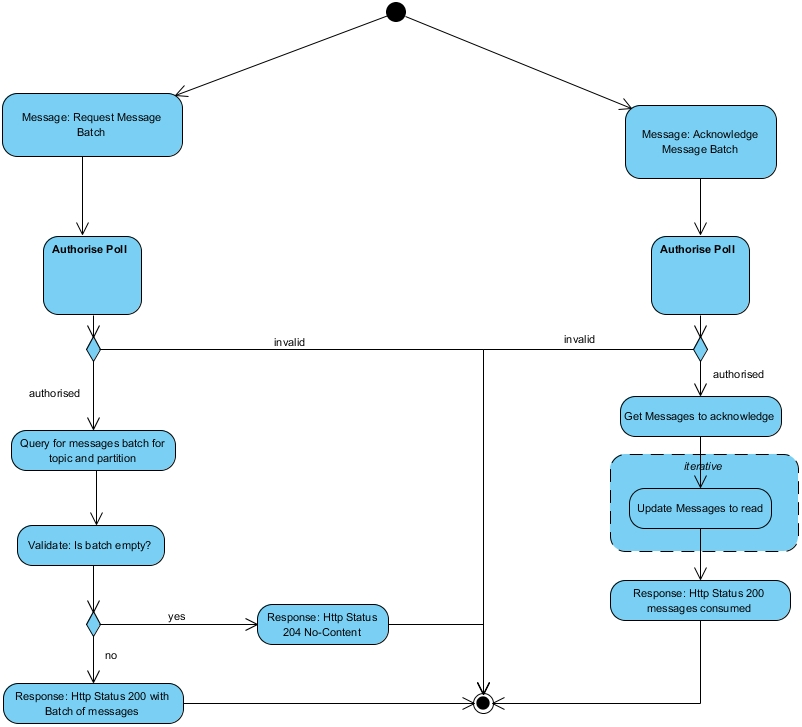 Message: Request Message
Batch
Message: Acknowledge
Message Batch
Authorise Poll
Authorise Poll
invalid
invalid
authorised
authorised
Get Messages to acknowledge
Query for messages batch for
topic and partition
iterative
Update Messages to read
Validate: Is batch empty?
Response: Http Status 200
messages consumed
yes
Response: Http Status
204 No-Content
no
Response: Http Status 200 with
Batch of messages